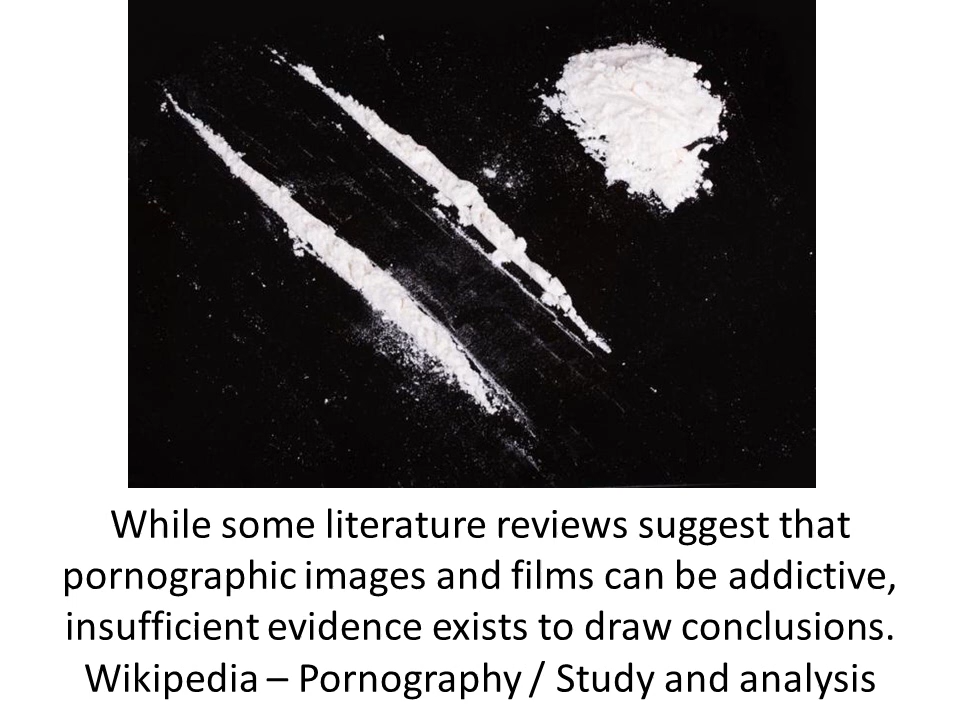 While some literature reviews suggest that
pornographic images and films can be addictive,
insufficient evidence exists to draw conclusions.
Wikipedia – Pornography / Study and analysis